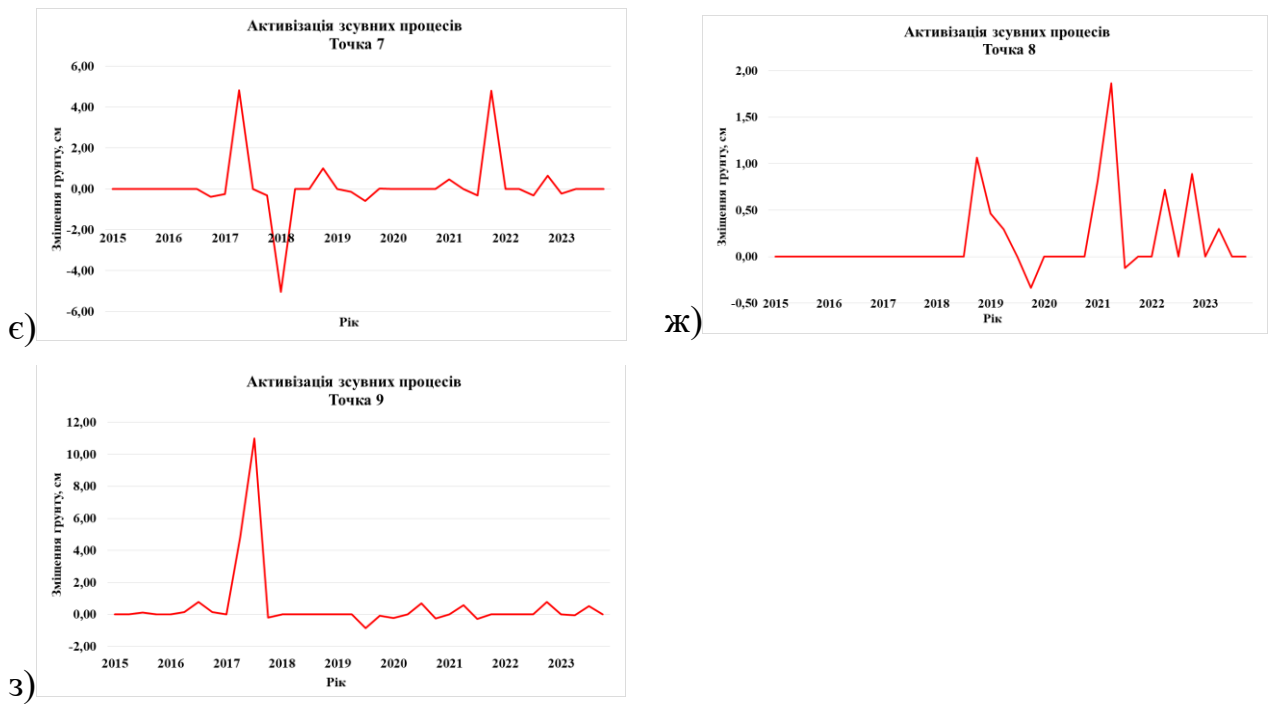 Активізація зсувних процесів
Точка 7
6,00
4,00
2,00
0,00
-2,00
-4,00
-6,00
Зміщення грунту, см
2015 2016 2017 2018 2019 2020 2021 2022 2023
Рік
є)
Активізація зсувних процесів
Точка 8
2,00
1,50
1,00
0,50
0,00
-0,50
Зміщення грунту, см
2015 2016 2017 2018 2019 2020 2021 2022 2023
Рік
ж)
Активізація зсувних процесів
Точка 9
12,00
10,00
8,00
6,00
4,00
2,00
0,00
-2,00
Зміщення грунту, см
2015 2016 2017 2018 2019 2020 2021 2022 2023
Рік
з)